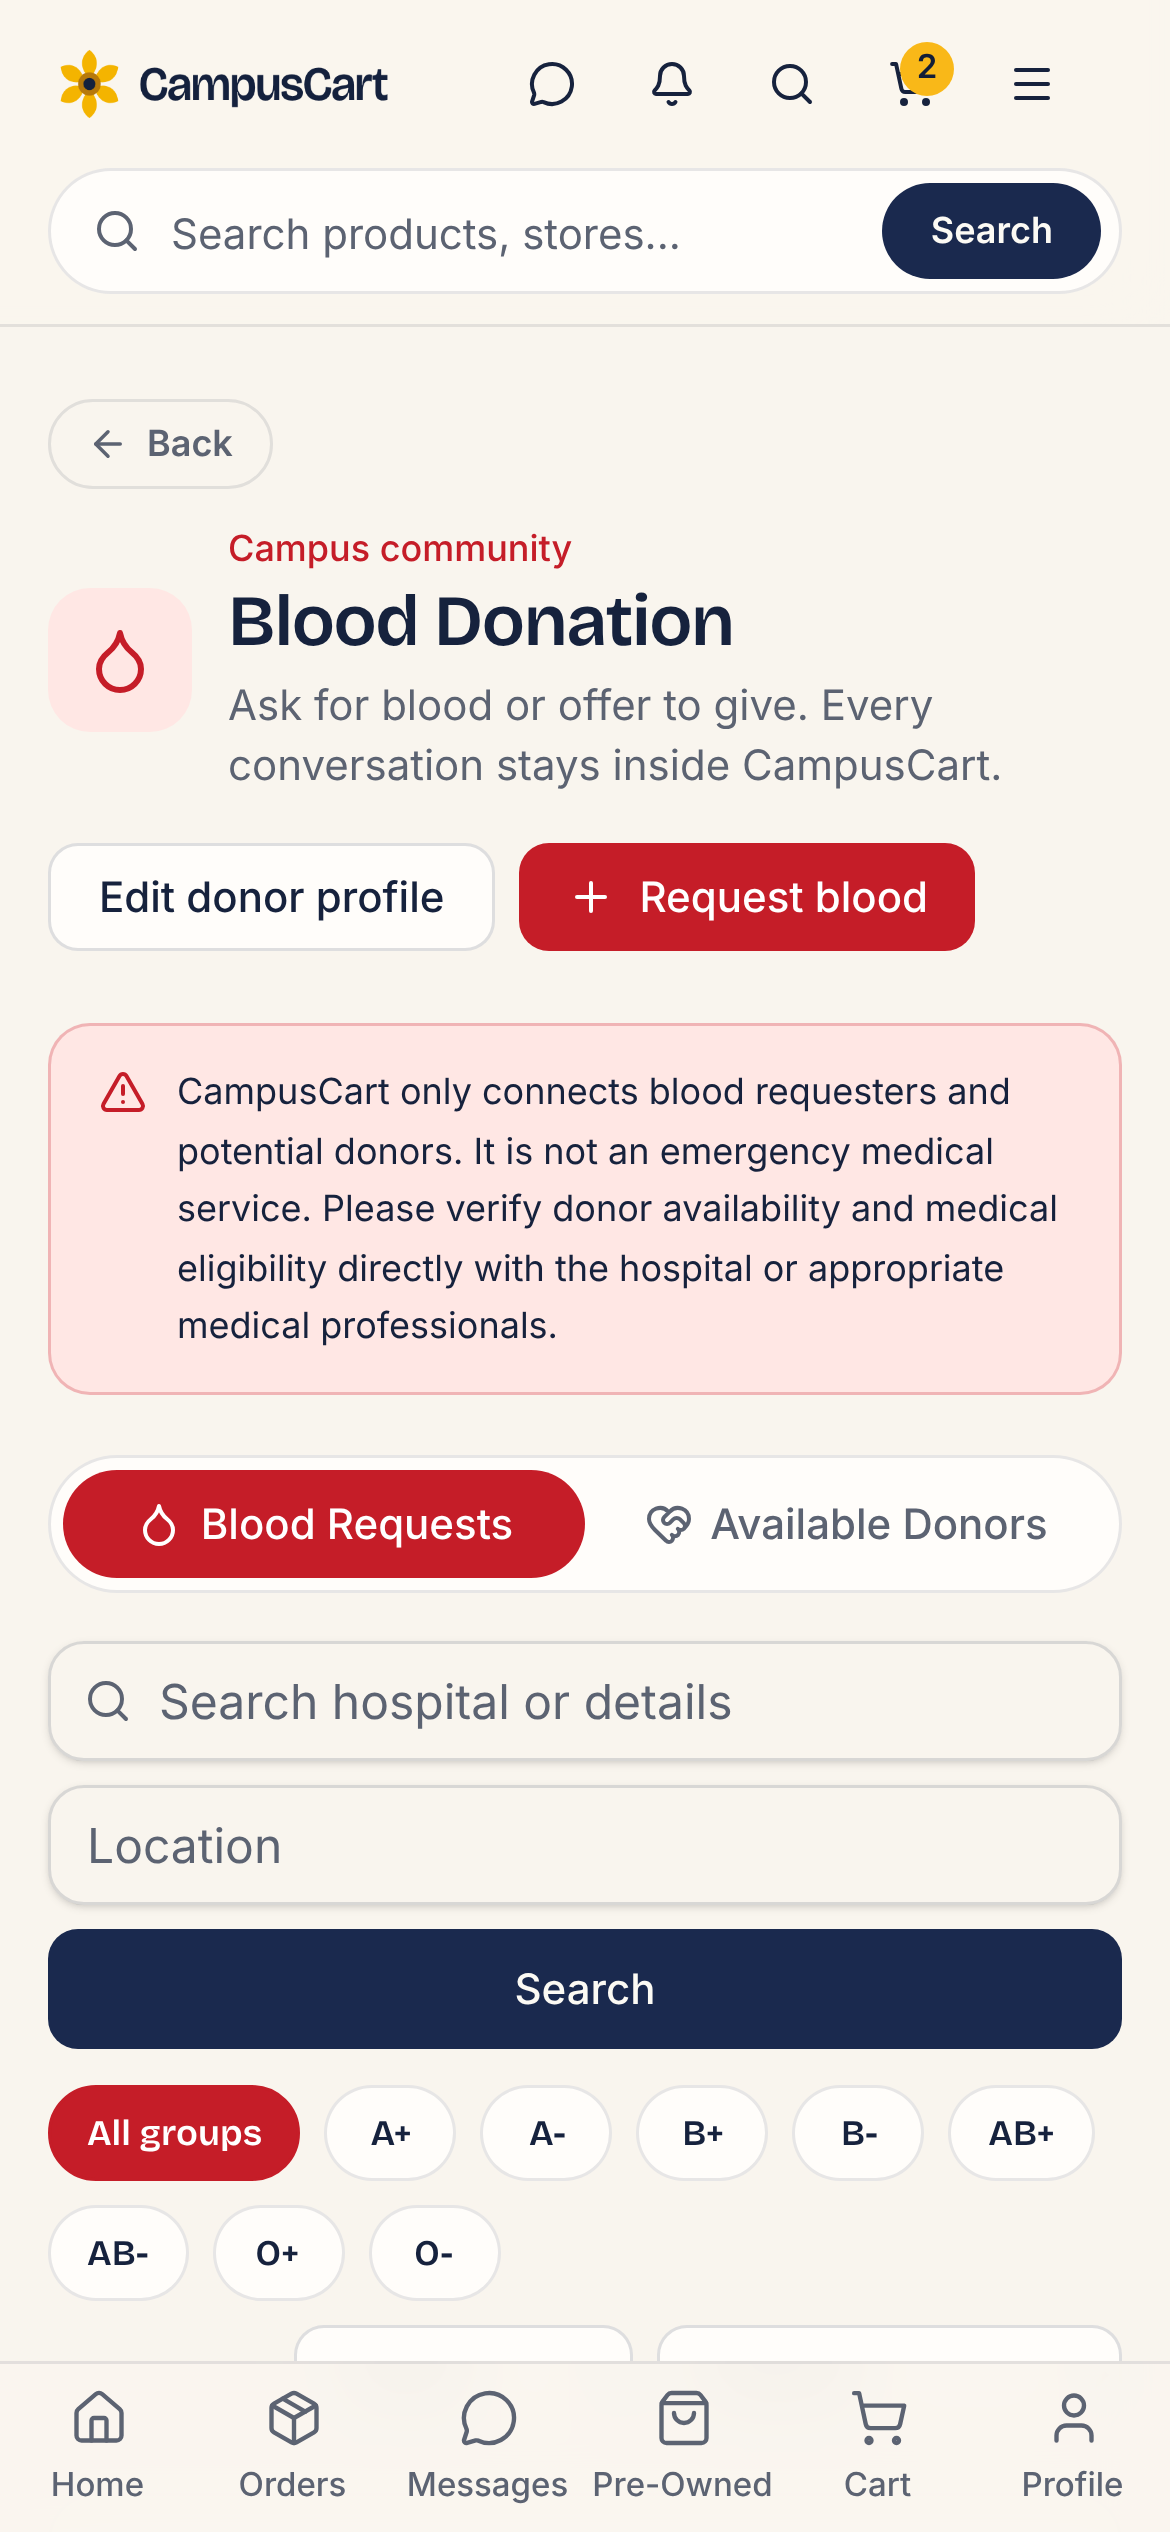 CampusCart
2
Search products, stores...
Search
Back
Campus community
Blood Donation
Ask for blood or offer to give. Every
conversation stays inside CampusCart.
Edit donor profile
Request blood
CampusCart only connects blood requesters and
potential donors. It is not an emergency medical
service. Please verify donor availability and medical
eligibility directly with the hospital or appropriate
medical professionals.
Blood Requests
Available Donors
Search hospital or details
Location
Search
All groups
A+
A-
B+
B-
AB+
AB-
O+
O-
Home
Orders
Messages
Pre-Owned
Cart
Profile